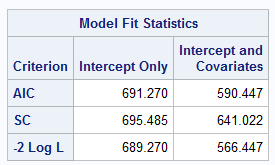 Model Fit Statistics
Criterion Intercept Only Intercept and Covariates
AIC 691.270 590.447
SC 695.485 641.022
-2 Log L 689.270 566.447